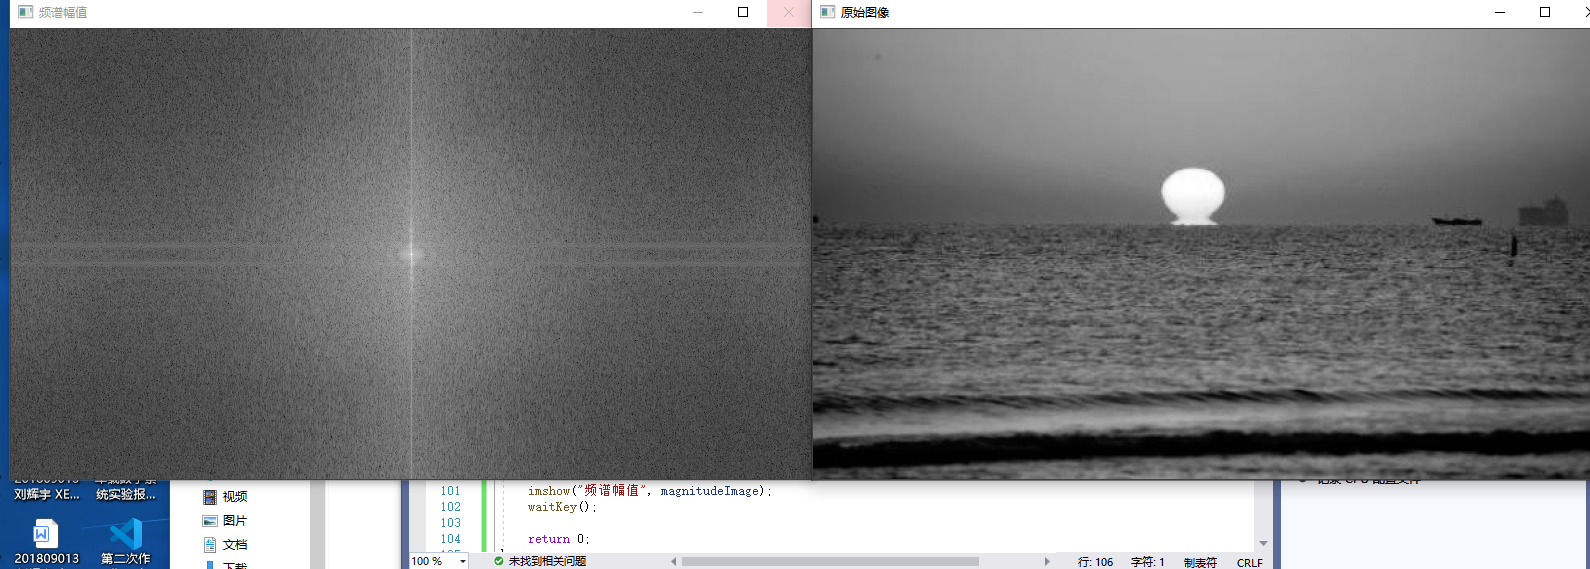 频谱幅值
原始图像
刘辉宇 XE...
统实验报...
201809013
第二次作
视频
图片
文档
下载
101 imshow("频谱幅值", magnitudeImage);
102 waitKey();
103
104 return 0;
100 %
未找到相关问题
行: 106
字符: 1
制表符
CRLF